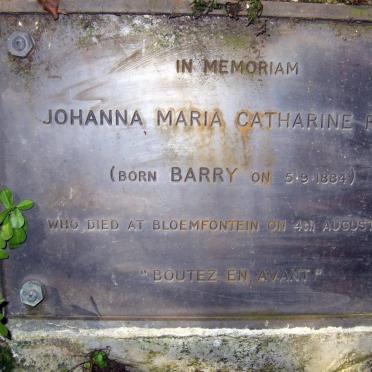 IN MEMORIAM
JOHANNA MARIA CATHARINE
(BORN BARRY ON 5·9·1884)
WHO DIED AT BLOEMFONTEIN ON 4TH AUGUST
"BOUTEZ EN AVANT"